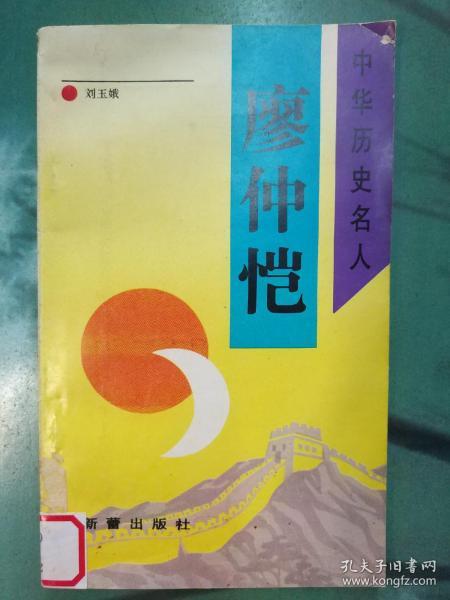 中华历史名人
廖仲恺
刘玉娥
新蕾出版社
孔夫子旧书网
www.kongfz.com